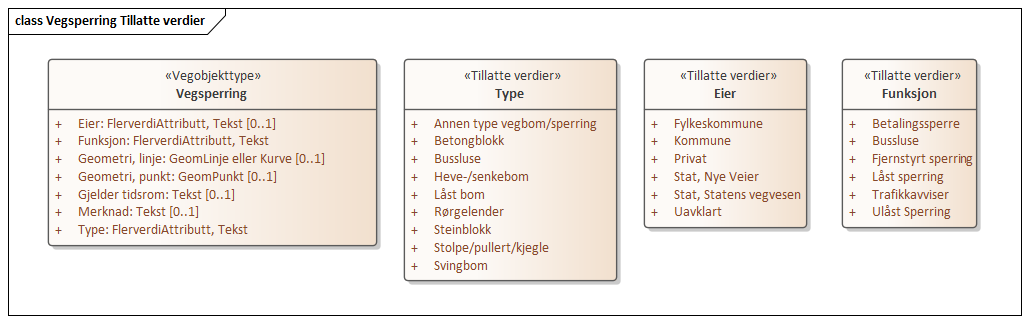 class Vegsperring Tillatte verdier
«Vegobjekttype»
Vegsperring
+ Eier: FlerverdiAttributt, Tekst [0..1]
+ Funksjon: FlerverdiAttributt, Tekst
+ Geometri, linje: GeomLinje eller Kurve [0..1]
+ Geometri, punkt: GeomPunkt [0..1]
+ Gjelder tidsrom: Tekst [0..1]
+ Merknad: Tekst [0..1]
+ Type: FlerverdiAttributt, Tekst
«Tillatte verdier»
Type
+ Annen type vegbom/sperring
+ Betongblokk
+ Bussluse
+ Heve-/senkebom
+ Låst bom
+ Rørgelender
+ Steinblokk
+ Stolpe/pullert/kjegle
+ Svingbom
«Tillatte verdier»
Eier
+ Fylkeskommune
+ Kommune
+ Privat
+ Stat, Nye Veier
+ Stat, Statens vegvesen
+ Uavklart
«Tillatte verdier»
Funksjon
+ Betalingssperre
+ Bussluse
+ Fjernstyrt sperring
+ Låst sperring
+ Trafikkavviser
+ Ulåst Sperring